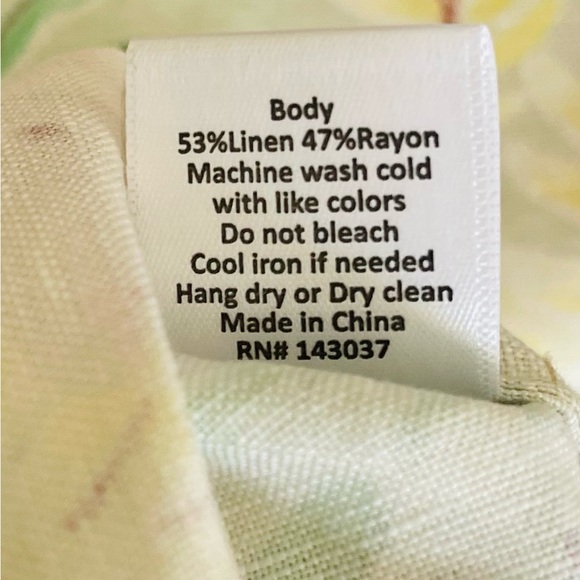 Body
53%Linen 47%Rayon
Machine wash cold
with like colors
Do not bleach
Cool iron if needed
Hang dry or Dry clean
Made in China
RN# 143037